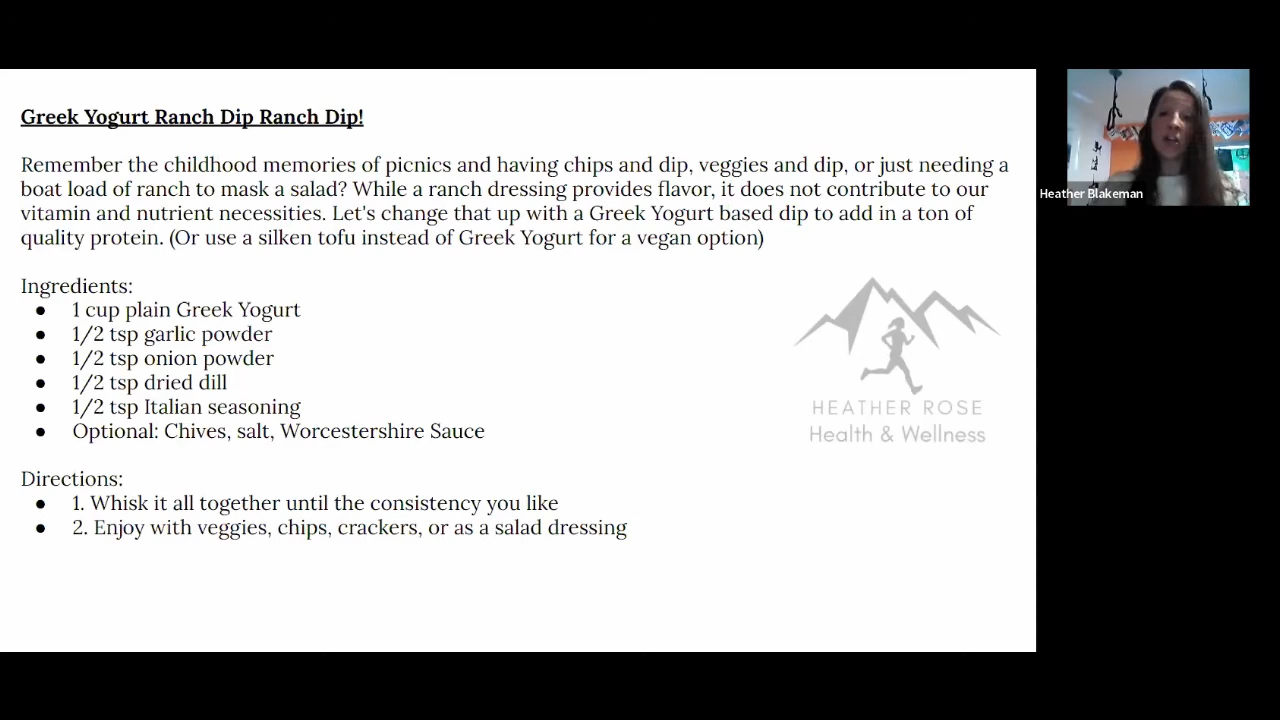 Greek Yogurt Ranch Dip Ranch Dip!
Remember the childhood memories of picnics and having chips and dip, veggies and dip, or just needing a
boat load of ranch to mask a salad? While a ranch dressing provides flavor, it does not contribute to our
vitamin and nutrient necessities. Let's change that up with a Greek Yogurt based dip to add in a ton of
quality protein. (Or use a silken tofu instead of Greek Yogurt for a vegan option)
Ingredients:
● 1 cup plain Greek Yogurt
● 1/2 tsp garlic powder
● 1/2 tsp onion powder
● 1/2 tsp dried dill
● 1/2 tsp Italian seasoning
● Optional: Chives, salt, Worcestershire Sauce
Directions:
● 1. Whisk it all together until the consistency you like
● 2. Enjoy with veggies, chips, crackers, or as a salad dressing
HEATHER ROSE
Health & Wellness
Heather Blakeman